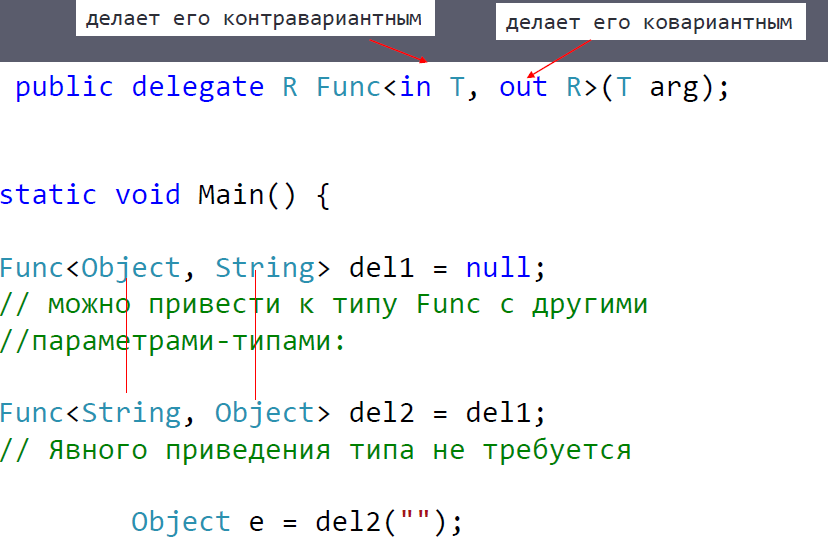 делает его контравариантным
делает его ковариантным
public delegate R Func<in T, out R>(T arg);
static void Main() {
Func<Object, String> del1 = null;
// можно привести к типу Func с другими
//параметрами-типами:
Func<String, Object> del2 = del1;
// Явного приведения типа не требуется
Object e = del2("");